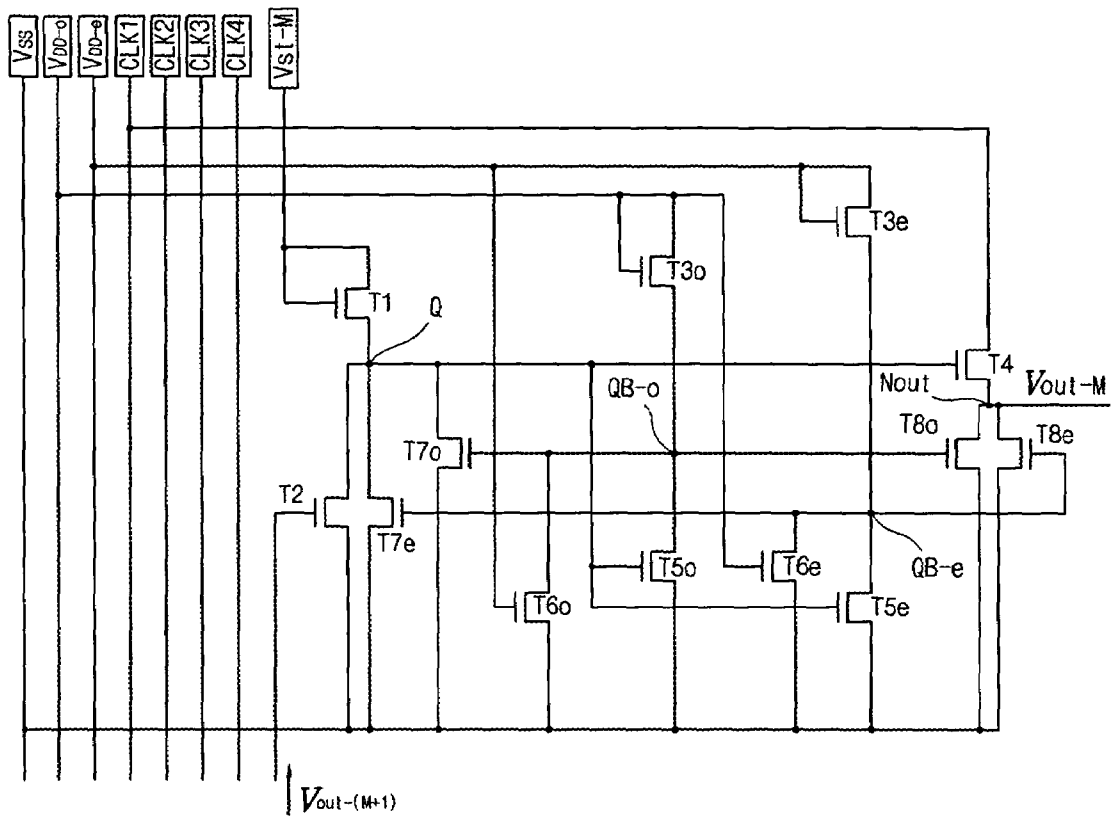 Vss
VDD-o
VDD-e
CLK1
CLK2
CLK3
CLK4
Vst-M
T3e
T3o
T1
Q
T4
Nout
Vout-M
QB-o
T8o
T8e
T7o
T2
T7e
T5o
T6e
QB-e
T6o
T5e
Vout-(M+1)